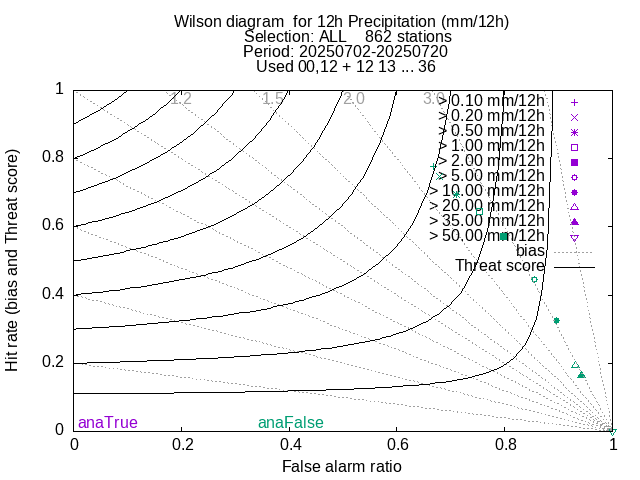 Wilson diagram  for 12h Precipitation (mm/12h)
Selection: ALL    862 stations
Period: 20250702-20250720
Used 00,12 + 12 13 ... 36
1.2
1.5
2.0
3.0
> 0.10 mm/12h
> 0.20 mm/12h
> 0.50 mm/12h
> 1.00 mm/12h
> 2.00 mm/12h
> 5.00 mm/12h
> 10.00 mm/12h
> 20.00 mm/12h
> 35.00 mm/12h
> 50.00 mm/12h
bias
Threat score
1
0.8
0.6
0.4
0.2
0
Hit rate (bias and Threat score)
anaTrue
anaFalse
0
0.2
0.4
0.6
0.8
1
False alarm ratio